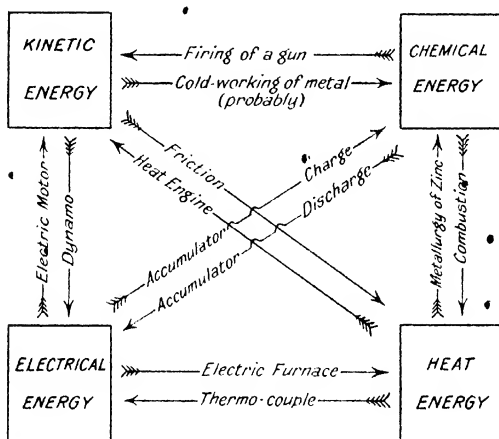 KINETIC
ENERGY
Firing of a gun
Cold-working of metal
(probably)
CHEMICAL
ENERGY
Friction
Heat Engine
Charge
Discharge
Accumulator
Accumulator
Electric Motor
Dynamo
Metallurgy of Zinc
Combustion
ELECTRICAL
ENERGY
Electric Furnace
Thermo-couple
HEAT
ENERGY